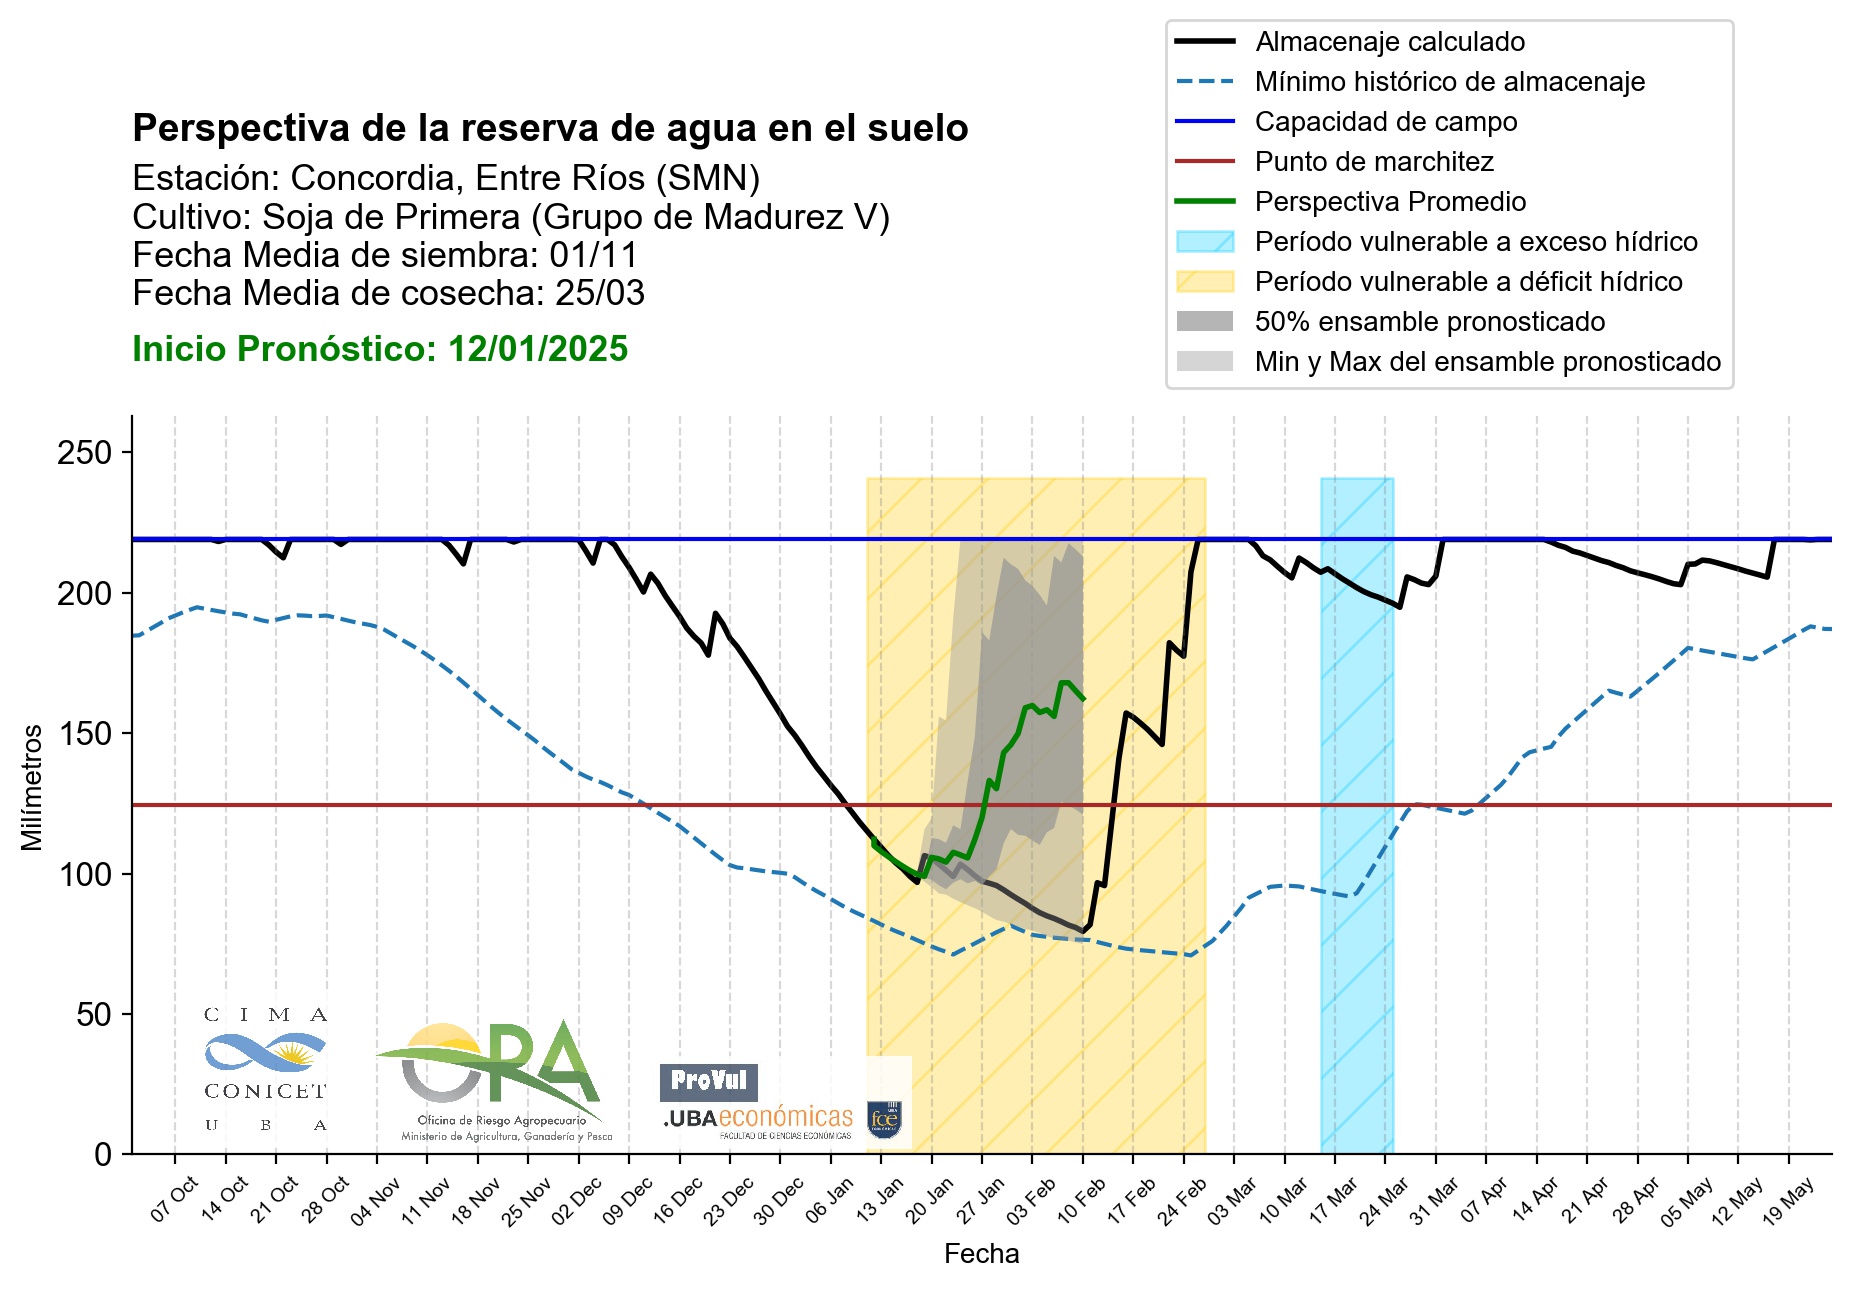 Almacenaje calculado
Mínimo histórico de almacenaje
Capacidad de campo
Punto de marchitez
Perspectiva Promedio
Período vulnerable a exceso hídrico
Período vulnerable a déficit hídrico
50% ensamble pronosticado
Min y Max del ensamble pronosticado
Perspectiva de la reserva de agua en el suelo
Estación: Concordia, Entre Ríos (SMN)
Cultivo: Soja de Primera (Grupo de Madurez V)
Fecha Media de siembra: 01/11
Fecha Media de cosecha: 25/03
Inicio Pronóstico: 12/01/2025
250
200
150
100
50
0
Milímetros
C I M A
CONICET
U B A
OPA
Oficina de Riesgo Agropecuario
Ministerio de Agricultura, Ganadería y Pesca
ProVul
.UBAeconómicas
FACULTAD DE CIENCIAS ECONÓMICAS
UBA
fce
07 Oct
14 Oct
21 Oct
28 Oct
04 Nov
11 Nov
18 Nov
25 Nov
02 Dec
09 Dec
16 Dec
23 Dec
30 Dec
06 Jan
13 Jan
20 Jan
27 Jan
03 Feb
10 Feb
17 Feb
24 Feb
03 Mar
10 Mar
17 Mar
24 Mar
31 Mar
07 Apr
14 Apr
21 Apr
28 Apr
05 May
12 May
19 May
Fecha